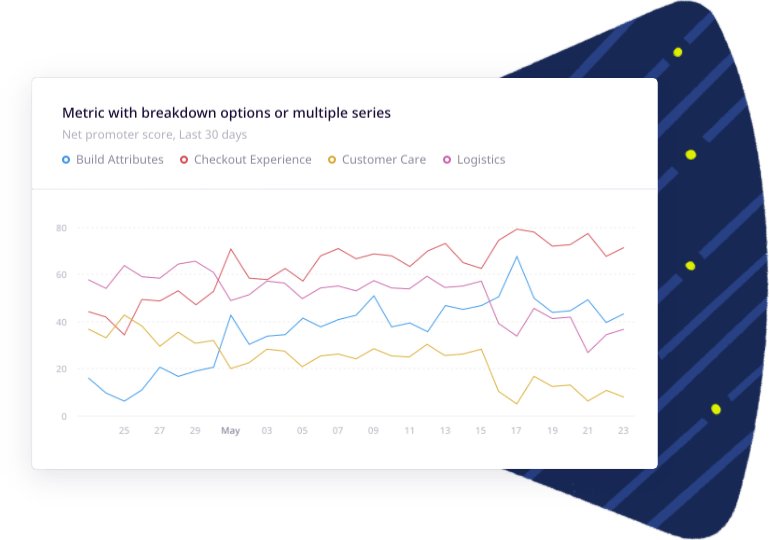 Metric with breakdown options or multiple series
Net promoter score, Last 30 days
Build Attributes Checkout Experience Customer Care Logistics
80
60
40
20
0
25 27 29 May 03 05 07 09 11 13 15 17 19 21 23